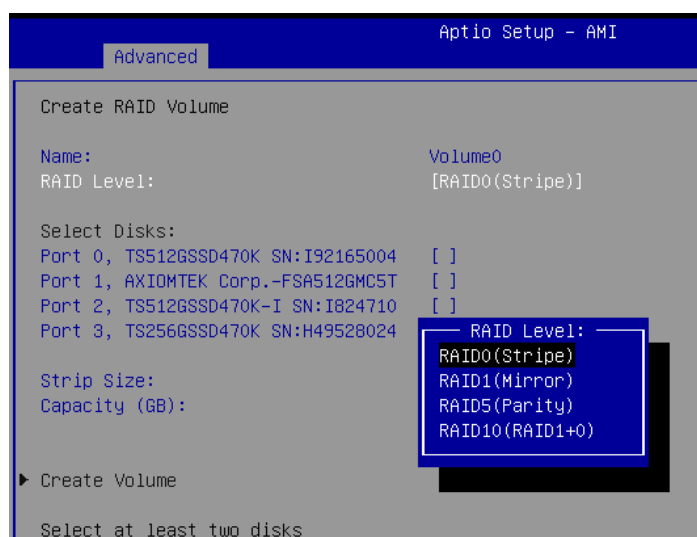 Aptio Setup - AMI
Advanced
Create RAID Volume
Name: Volume0
RAID Level: [RAID0(Stripe)]
Select Disks:
Port 0, TS512GSSD470K SN:I92165004 [ ]
Port 1, AXIOMTEK Corp.-FSA512GMC5T [ ]
Port 2, TS512GSSD470K-I SN:I824710 [ ]
Port 3, TS256GSSD470K SN:H49528024
RAID Level:
RAID0(Stripe)
RAID1(Mirror)
RAID5(Parity)
RAID10(RAID1+0)
Strip Size:
Capacity (GB):
Create Volume
Select at least two disks